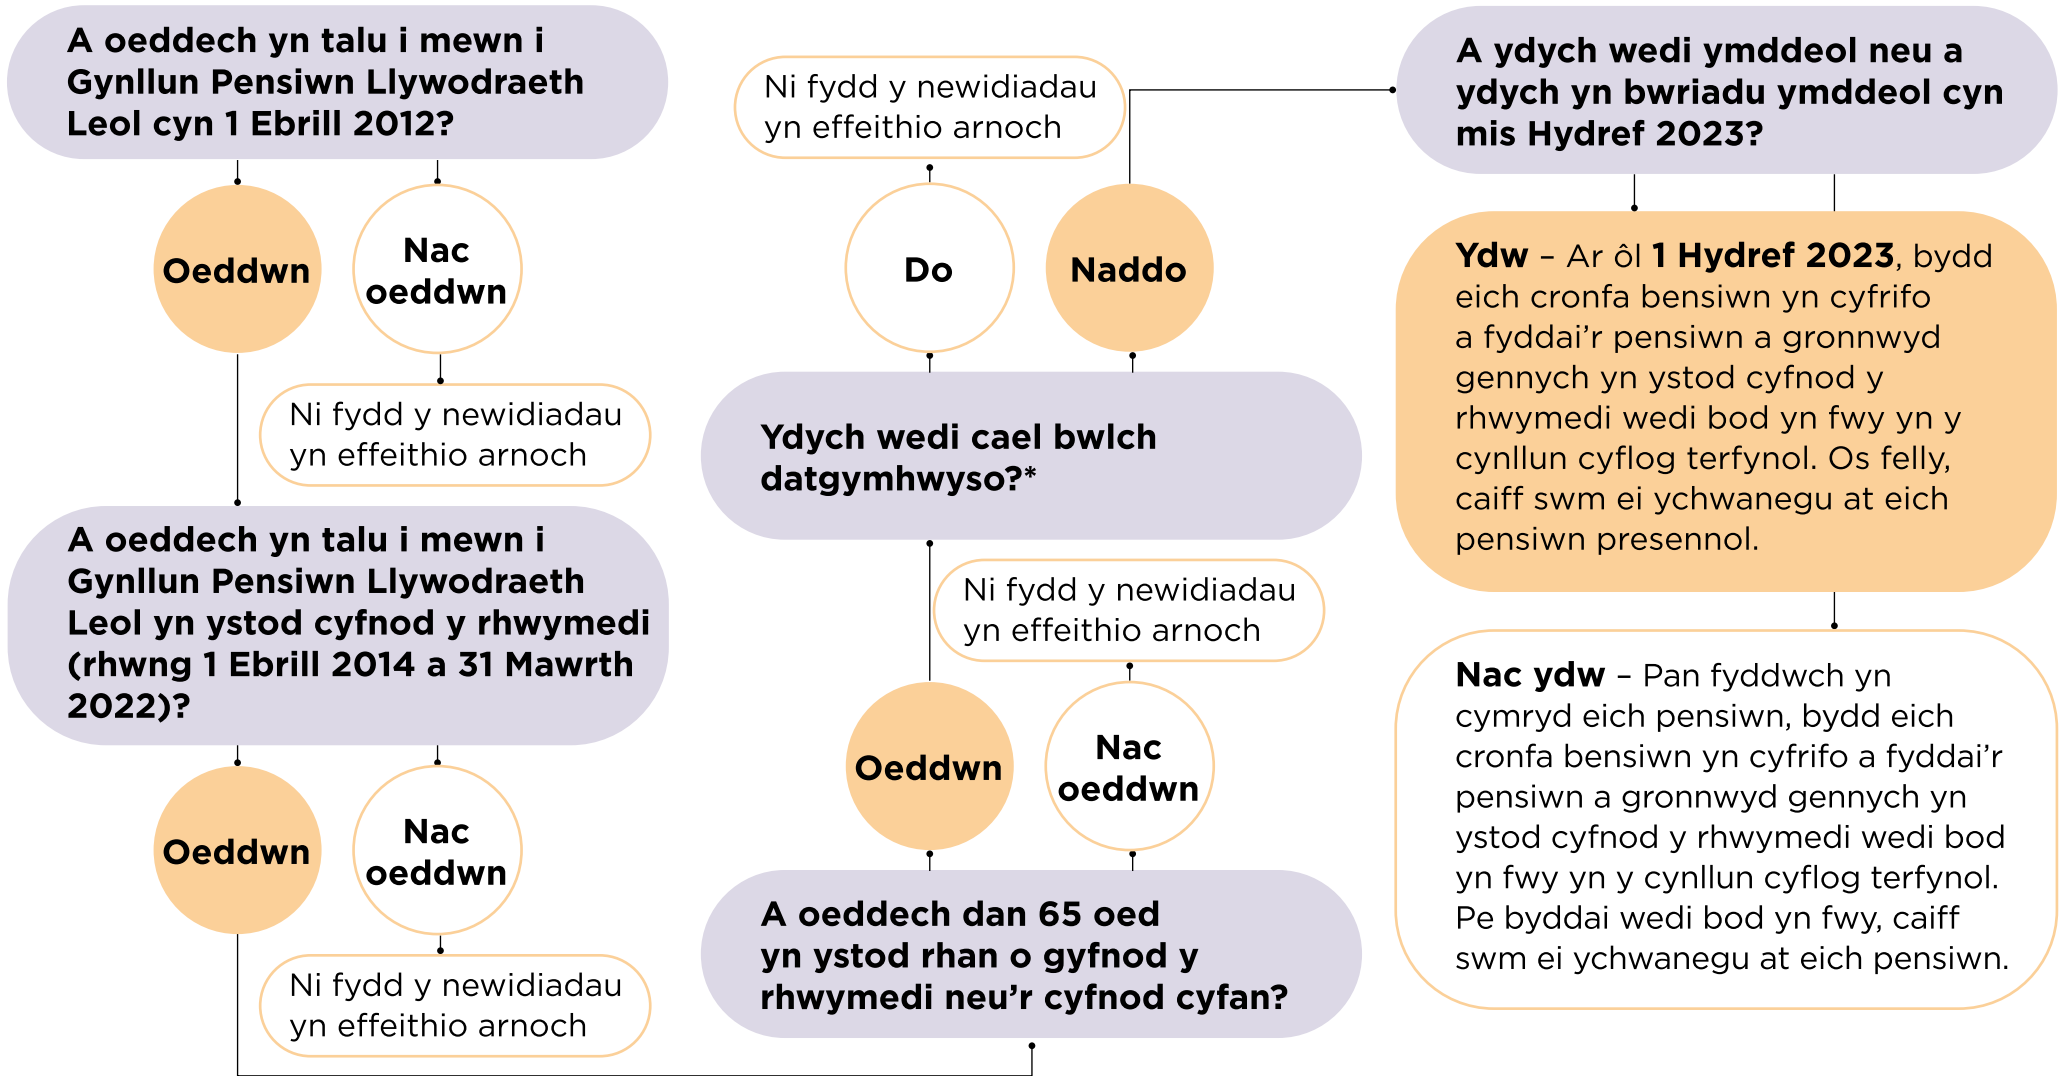 A oeddech yn talu i mewn i
Gynllun Pensiwn Llywodraeth
Leol cyn 1 Ebrill 2012?
Oeddwn
Nac
oeddwn
Ni fydd y newidiadau
yn effeithio arnoch
A oeddech yn talu i mewn i
Gynllun Pensiwn Llywodraeth
Leol yn ystod cyfnod y rhwymedi
(rhwng 1 Ebrill 2014 a 31 Mawrth
2022)?
Oeddwn
Nac
oeddwn
Ni fydd y newidiadau
yn effeithio arnoch
A oeddech dan 65 oed
yn ystod rhan o gyfnod y
rhwymedi neu'r cyfnod cyfan?
Oeddwn
Nac
oeddwn
Ni fydd y newidiadau
yn effeithio arnoch
Ydych wedi cael bwlch
datgymhwyso?*
Do
Naddo
Ni fydd y newidiadau
yn effeithio arnoch
A ydych wedi ymddeol neu a
ydych yn bwriadu ymddeol cyn
mis Hydref 2023?
Ydw – Ar ôl 1 Hydref 2023, bydd
eich cronfa bensiwn yn cyfrifo
a fyddai'r pensiwn a gronnwyd
gennych yn ystod cyfnod y
rhwymedi wedi bod yn fwy yn y
cynllun cyflog terfynol. Os felly,
caiff swm ei ychwanegu at eich
pensiwn presennol.
Nac ydw – Pan fyddwch yn
cymryd eich pensiwn, bydd eich
cronfa bensiwn yn cyfrifo a fyddai'r
pensiwn a gronnwyd gennych yn
ystod cyfnod y rhwymedi wedi bod
yn fwy yn y cynllun cyflog terfynol.
Pe byddai wedi bod yn fwy, caiff
swm ei ychwanegu at eich pensiwn.